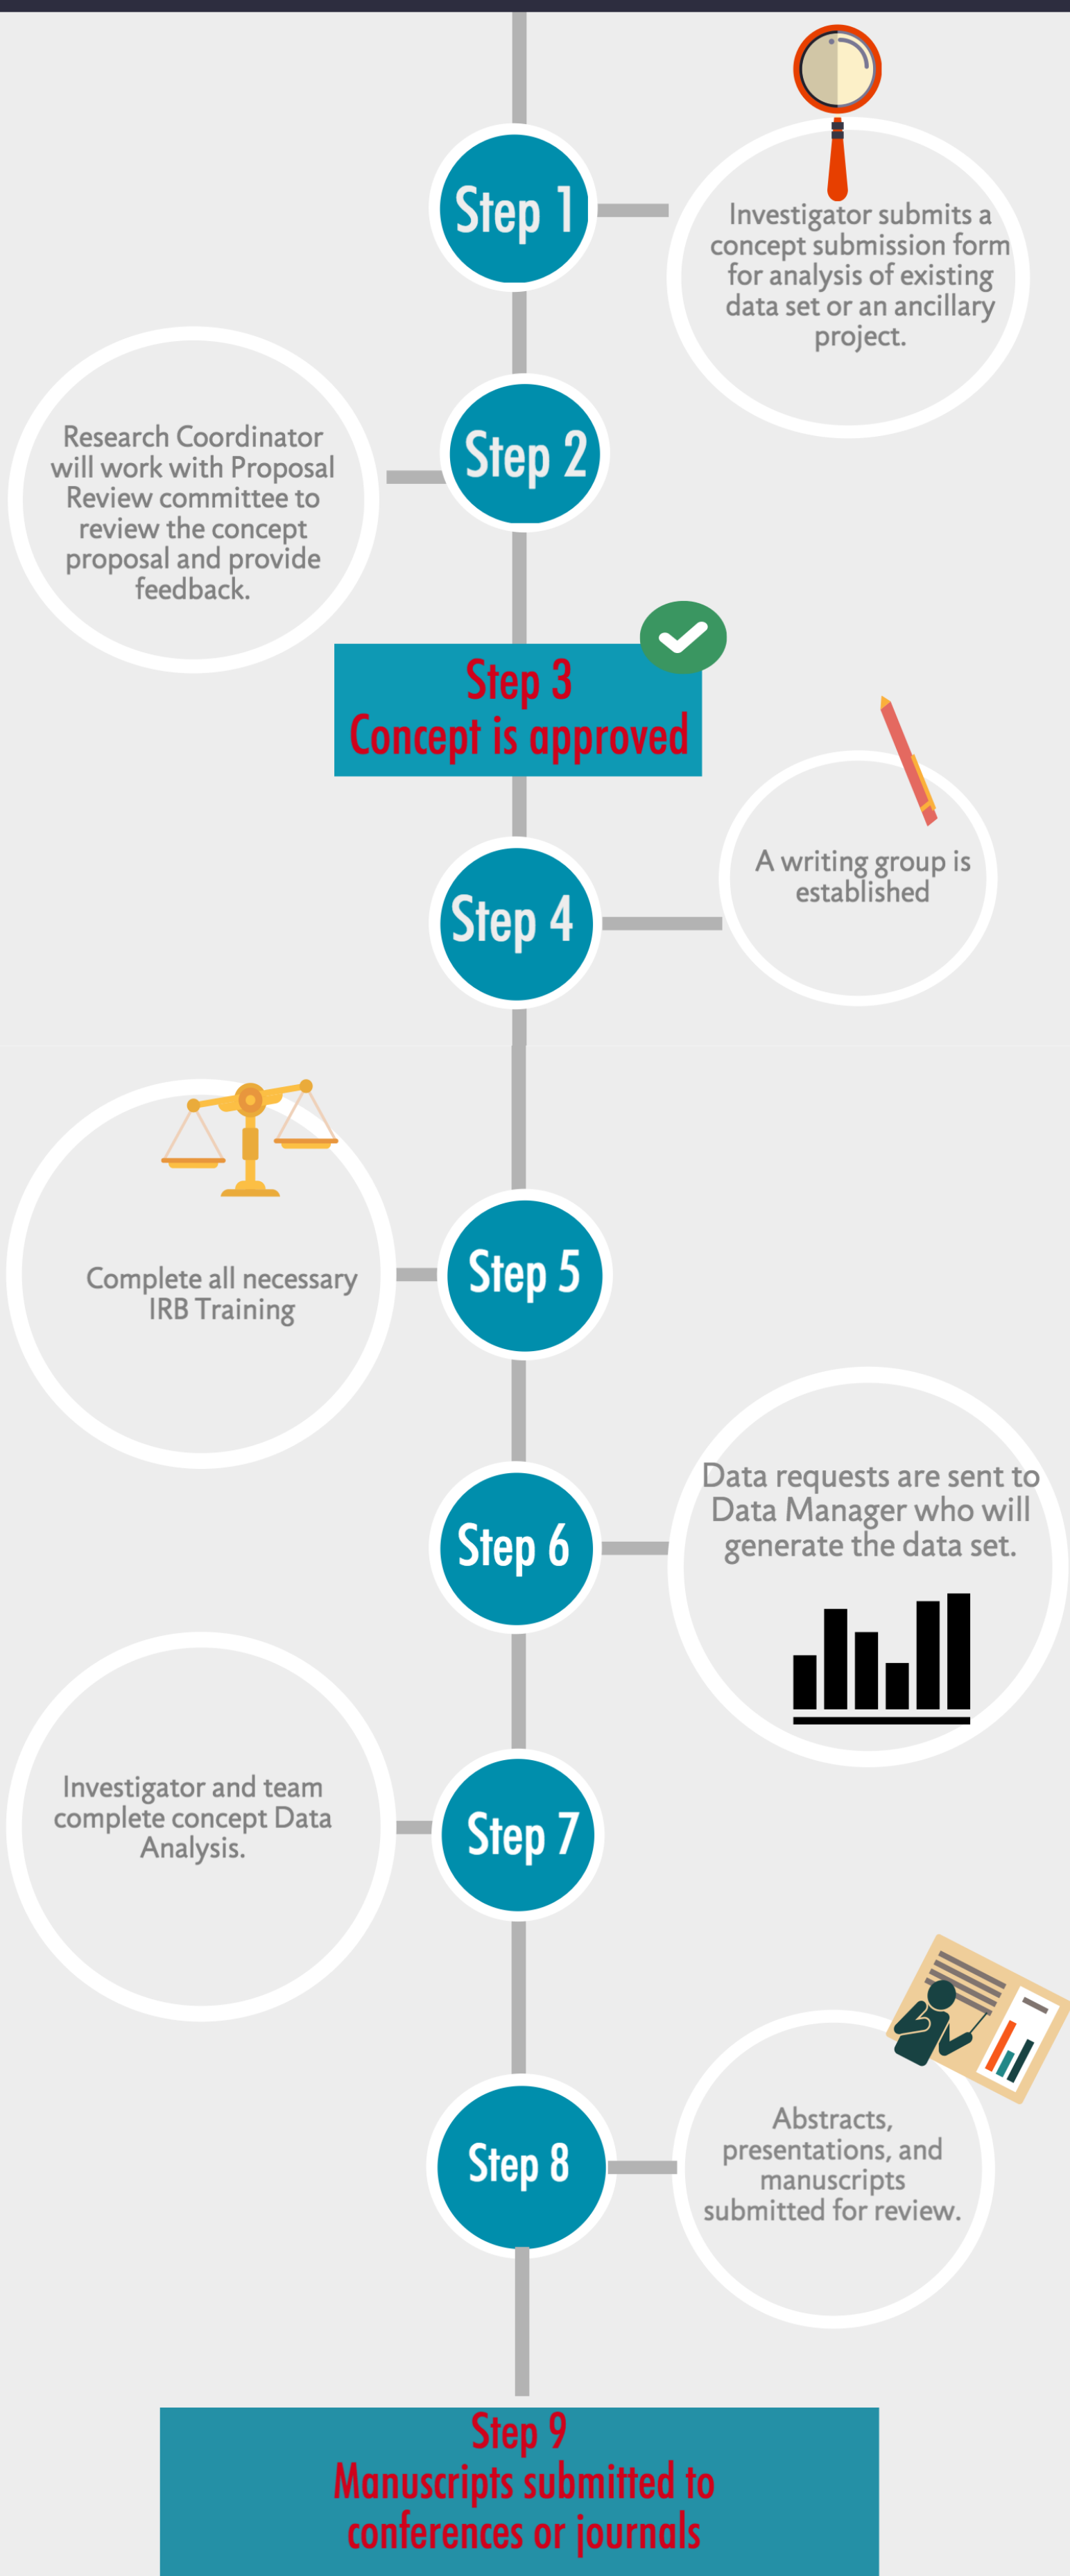 Step 1
Investigator submits a
concept submission form
for analysis of existing
data set or an ancillary
project.
Step 2
Research Coordinator
will work with Proposal
Review committee to
review the concept
proposal and provide
feedback.
Step 3
Concept is approved
Step 4
A writing group is
established
Step 5
Complete all necessary
IRB Training
Step 6
Data requests are sent to
Data Manager who will
generate the data set.
Step 7
Investigator and team
complete concept Data
Analysis.
Step 8
Abstracts,
presentations, and
manuscripts
submitted for review.
Step 9
Manuscripts submitted to
conferences or journals